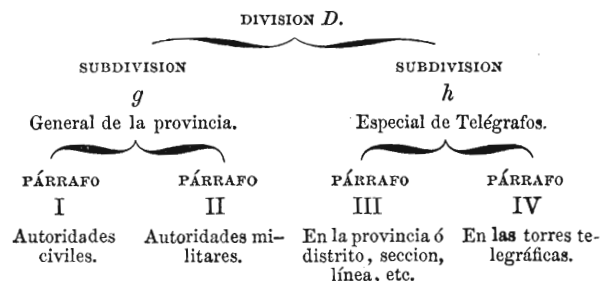 DIVISION D.
SUBDIVISION
g
General de la provincia.
SUBDIVISION
h
Especial de Telégrafos.
PÁRRAFO
I
Autoridades
civiles.
PÁRRAFO
II
Autoridades mi-
litares.
PÁRRAFO
III
En la provincia ó
distrito, seccion,
línea, etc.
PÁRRAFO
IV
En las torres te-
legráficas.